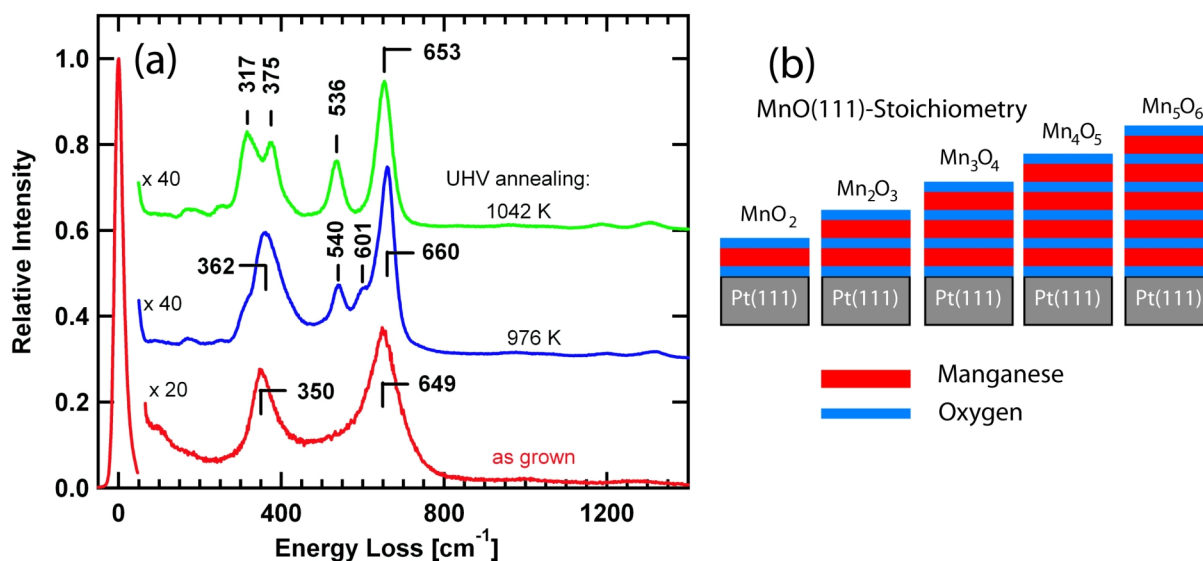 (a)
317
375
536
653
x 40
UHV annealing:
1042 K
362
540
601
660
x 40
976 K
x 20
350
649
as grown
1.0
0.8
0.6
0.4
0.2
0.0
Relative Intensity
0 400 800 1200
Energy Loss [cm⁻¹]
(b)
MnO(111)-Stoichiometry
MnO₂
Mn₂O₃
Mn₃O₄
Mn₄O₅
Mn₅O₆
Pt(111) Pt(111) Pt(111) Pt(111) Pt(111)
Manganese
Oxygen